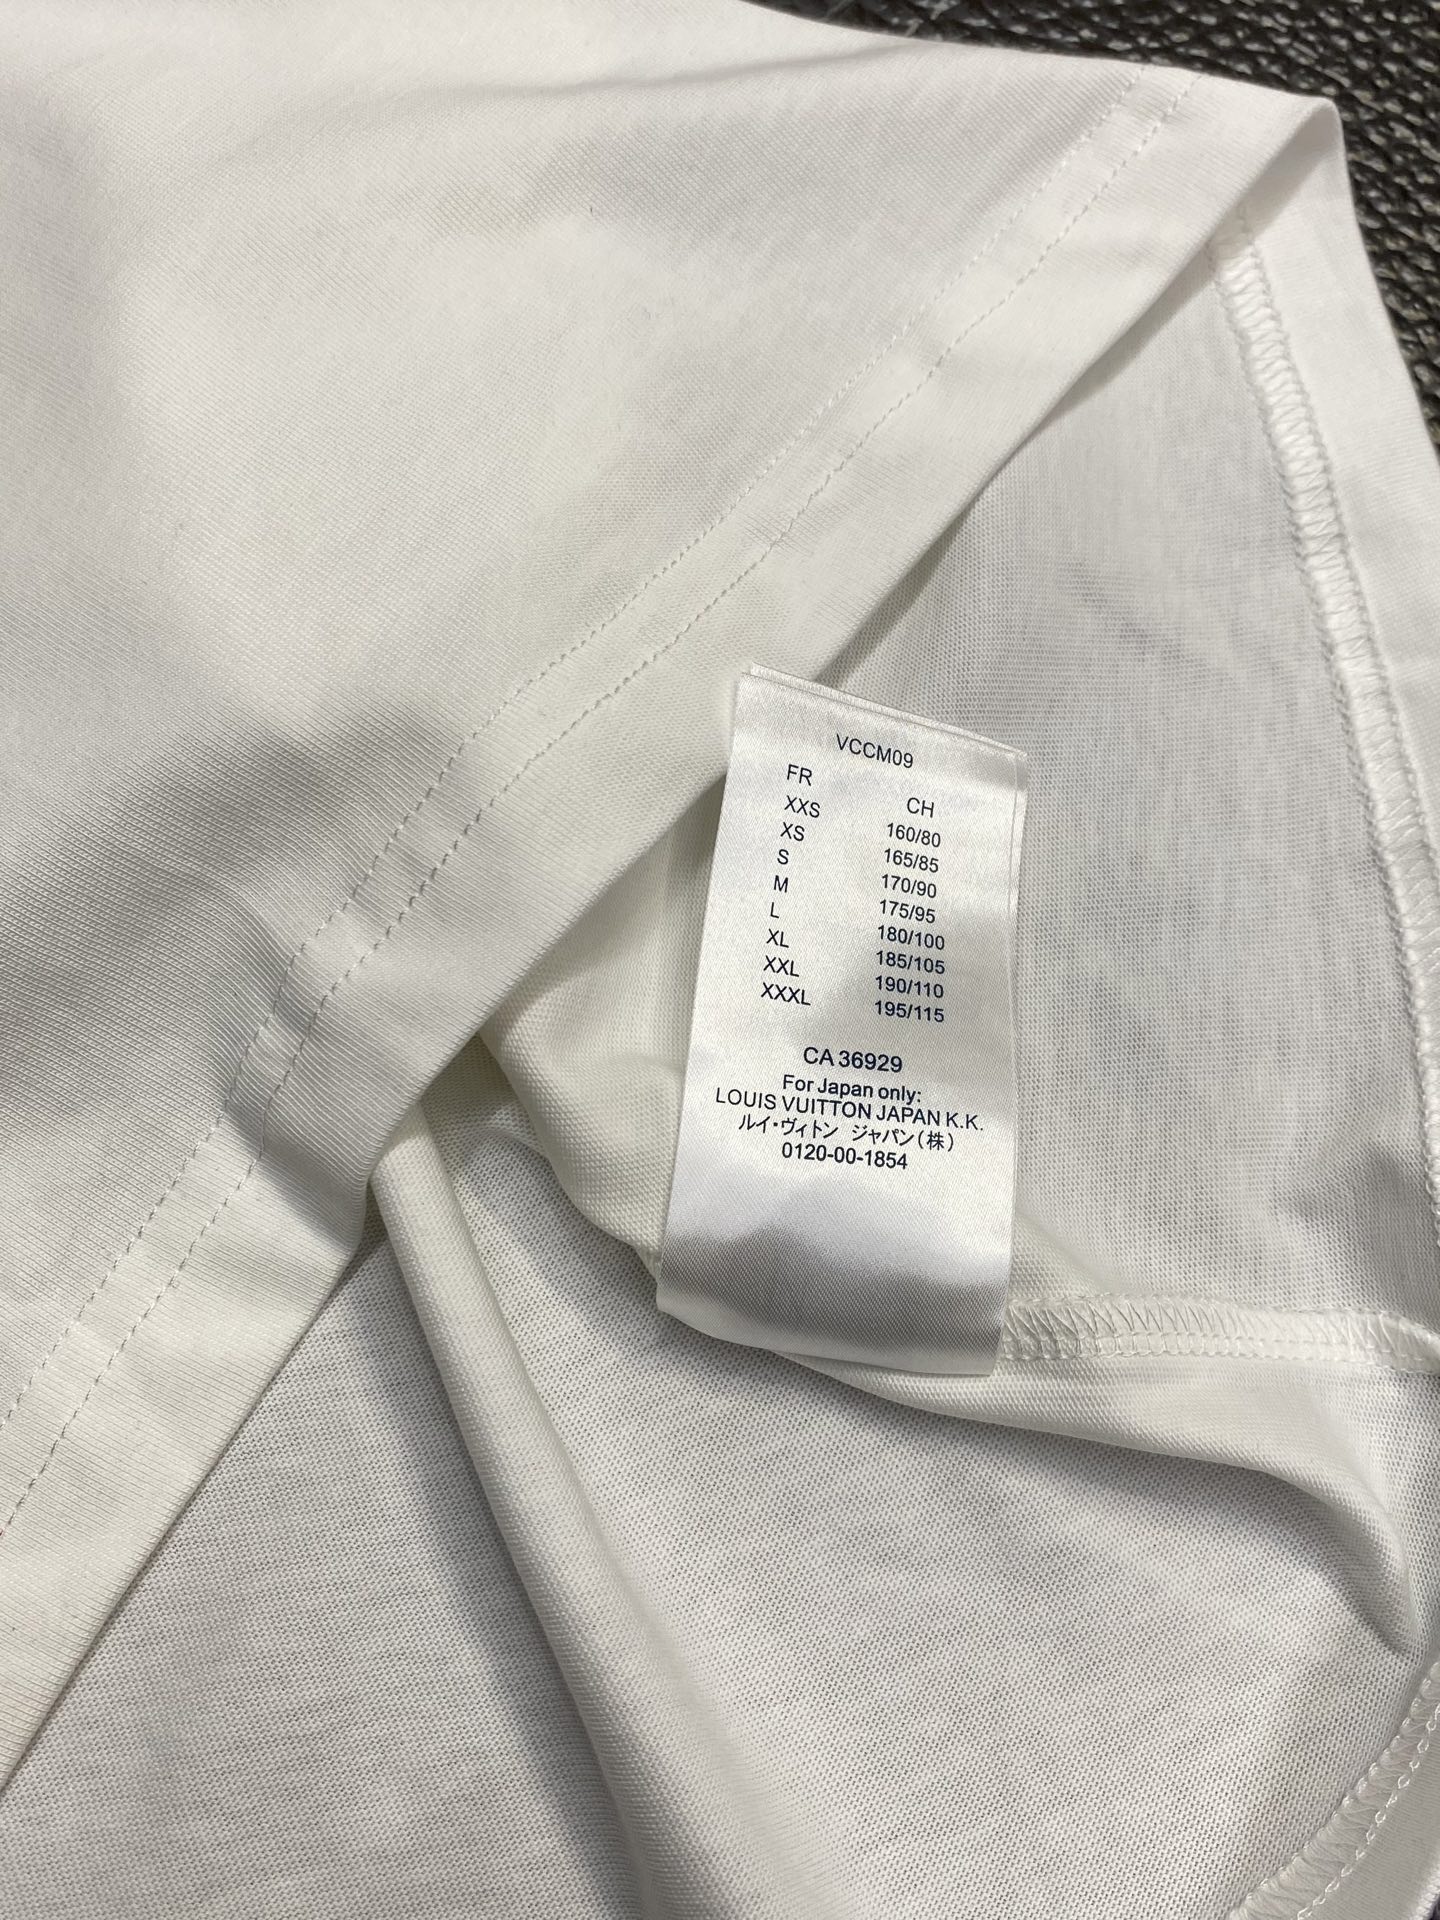 VCCM09
FR CH
XXS 160/80
XS 165/85
S 170/90
M 175/95
L 180/100
XL 185/105
XXL 190/110
XXXL 195/115
CA 36929
For Japan only:
LOUIS VUITTON JAPAN K.K.
ルイ・ヴィトン ジャパン(株)
0120-00-1854